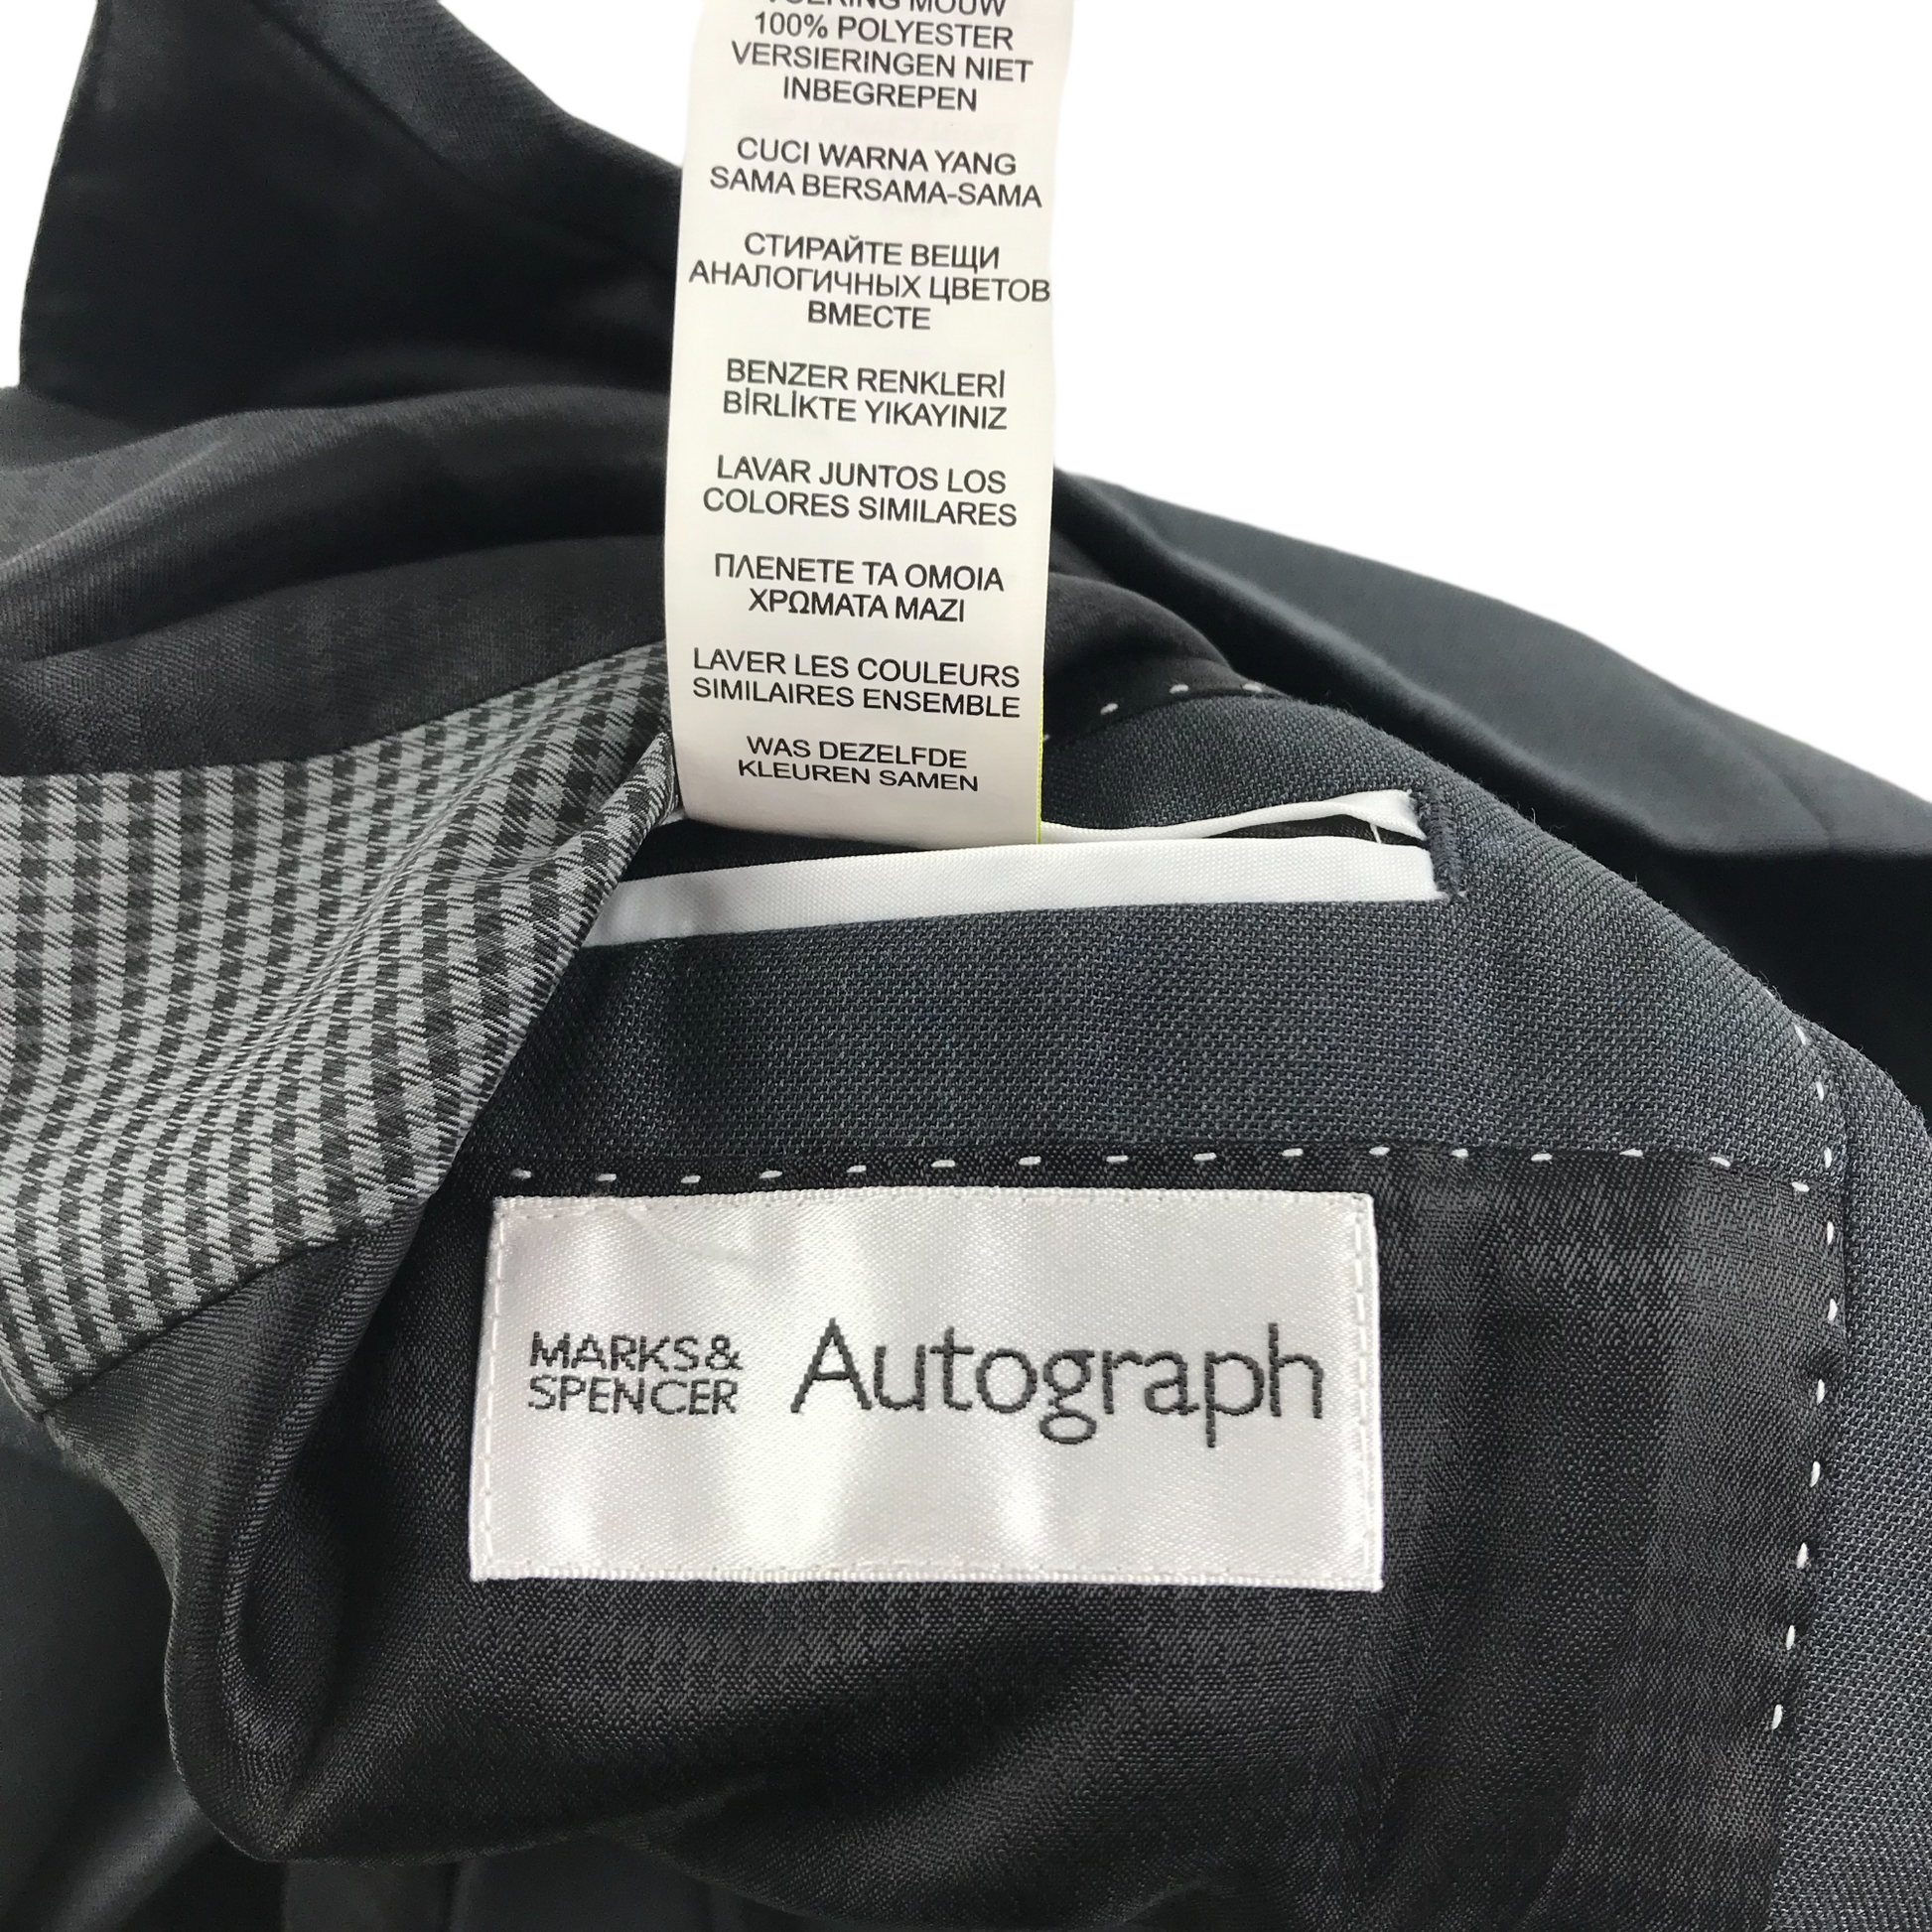 VOERING MOUW
100% POLYESTER
VERSIERINGEN NIET
INBEGREPEN
CUCI WARNA YANG
SAMA BERSAMA-SAMA
СТИРАЙТЕ ВЕЩИ
АНАЛОГИЧНЫХ ЦВЕТОВ
ВМЕСТЕ
BENZER RENKLERİ
BİRLİKTE YIKAYINIZ
LAVAR JUNTOS LOS
COLORES SIMILARES
ΠΛΕΝΕΤΕ ΤΑ ΟΜΟΙΑ
ΧΡΩΜΑΤΑ ΜΑΖΙ
LAVER LES COULEURS
SIMILAIRES ENSEMBLE
WAS DEZELFDE
KLEUREN SAMEN
MARKS&
SPENCER
Autograph